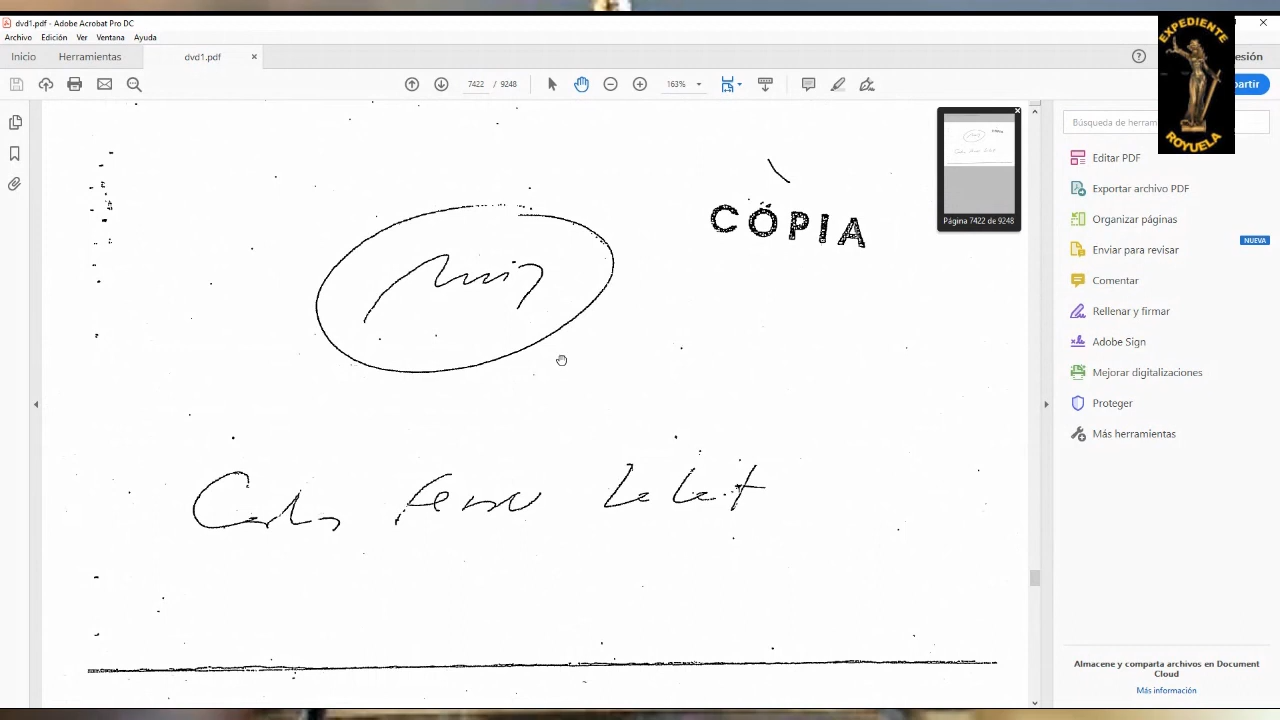 dvd1.pdf - Adobe Acrobat Pro DC
Archivo Edición Ver Ventana Ayuda
Inicio Herramientas dvd1.pdf
7422 / 9248 163%
partir
EXPEDIENTE
ROYUELA
Búsqueda de herram
Editar PDF
Exportar archivo PDF
Organizar páginas
Enviar para revisar
NUEVA
Comentar
Rellenar y firmar
Adobe Sign
Mejorar digitalizaciones
Proteger
Más herramientas
Almacene y comparta archivos en Document
Cloud
Más información
Página 7422 de 9248
CÒPIA
Ruiz